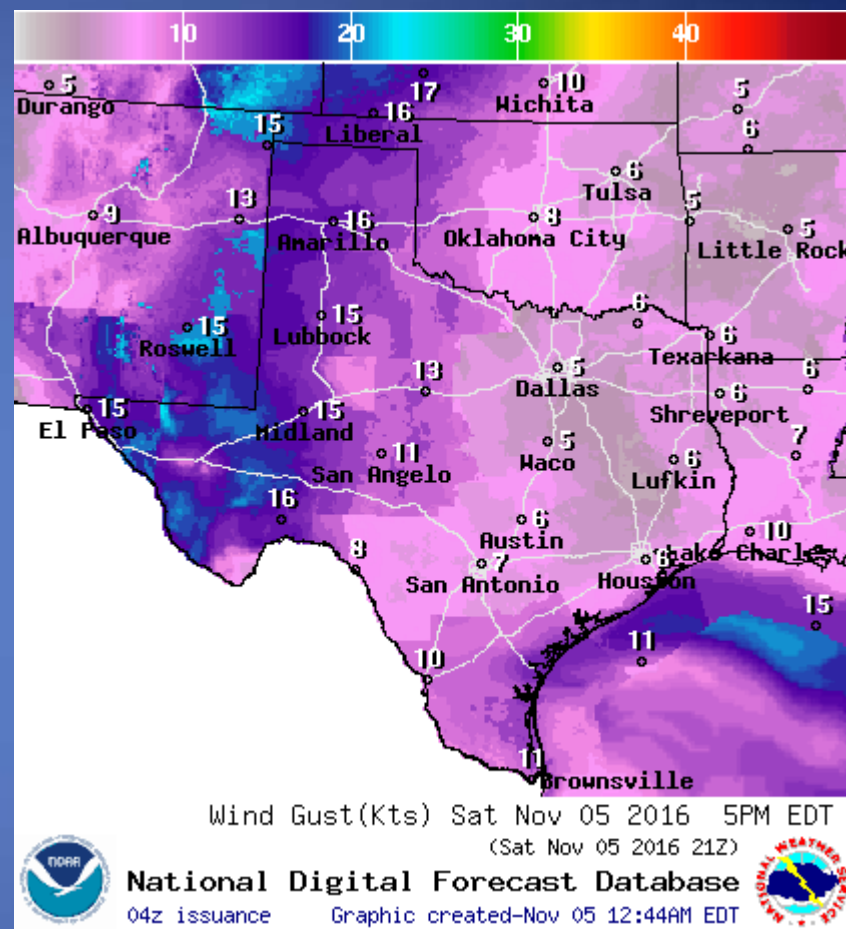 10 20 30 40
5
Durango
17
10
Wichita
5
16
Liberal
15
6
6
Tulsa
9
Albuquerque
13
16
Amarillo
8
Oklahoma City
5
5
Little Rock
15
Roswell
15
Lubbock
6
6
Texarkana
13
5
Dallas
6
Shreveport
6
15
El Paso
15
Midland
11
San Angelo
5
Waco
6
Lufkin
7
16
6
Austin
10
Lake Charles
8
7
San Antonio
6
Houston
15
11
10
11
Brownsville
Wind Gust(Kts) Sat Nov 05 2016 5PM EDT
(Sat Nov 05 2016 21Z)
NOAA
National Digital Forecast Database
NATIONAL WEATHER SERVICE
04z issuance Graphic created-Nov 05 12:44AM EDT